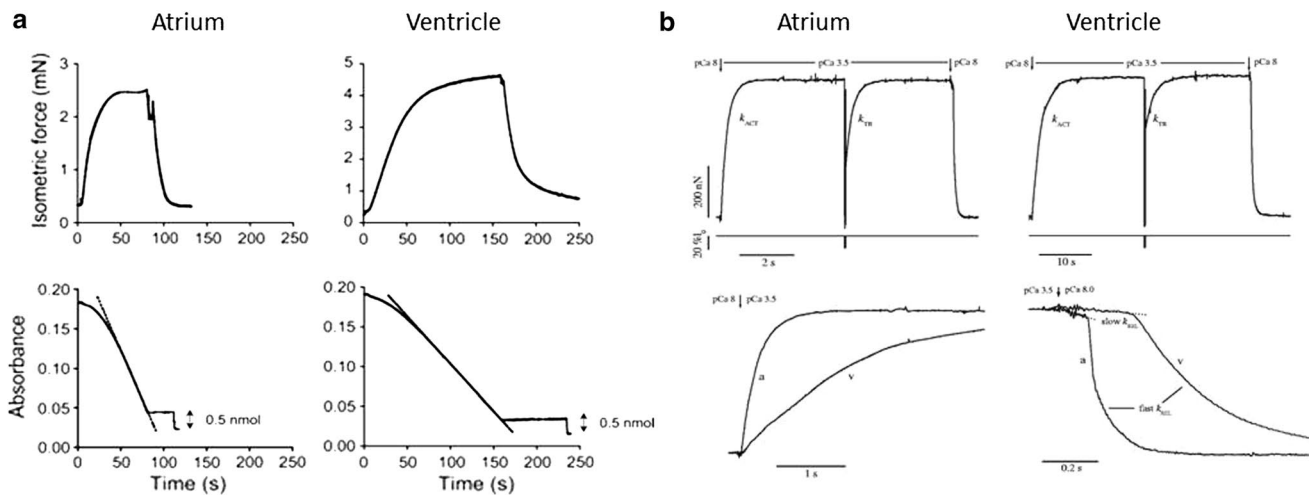 a
Atrium
Ventricle
Isometric force (mN)
3
2
1
0
0 50 100 150 200 250
5
4
3
2
1
0
0 50 100 150 200 250
Absorbance
0.20
0.15
0.10
0.05
0.00
0.5 nmol
0 50 100 150 200 250
Time (s)
0.20
0.15
0.10
0.05
0.00
0.5 nmol
0 50 100 150 200 250
Time (s)
b
Atrium
Ventricle
pCa 8 pCa 3.5 pCa 8
kACT
kTR
200 nN
20 %lo
2 s
pCa 8 pCa 3.5 pCa 8
kACT
kTR
10 s
pCa 8 pCa 3.5
a
v
1 s
pCa 3.5 pCa 8.0
slow kREL
a
v
fast kREL
0.2 s